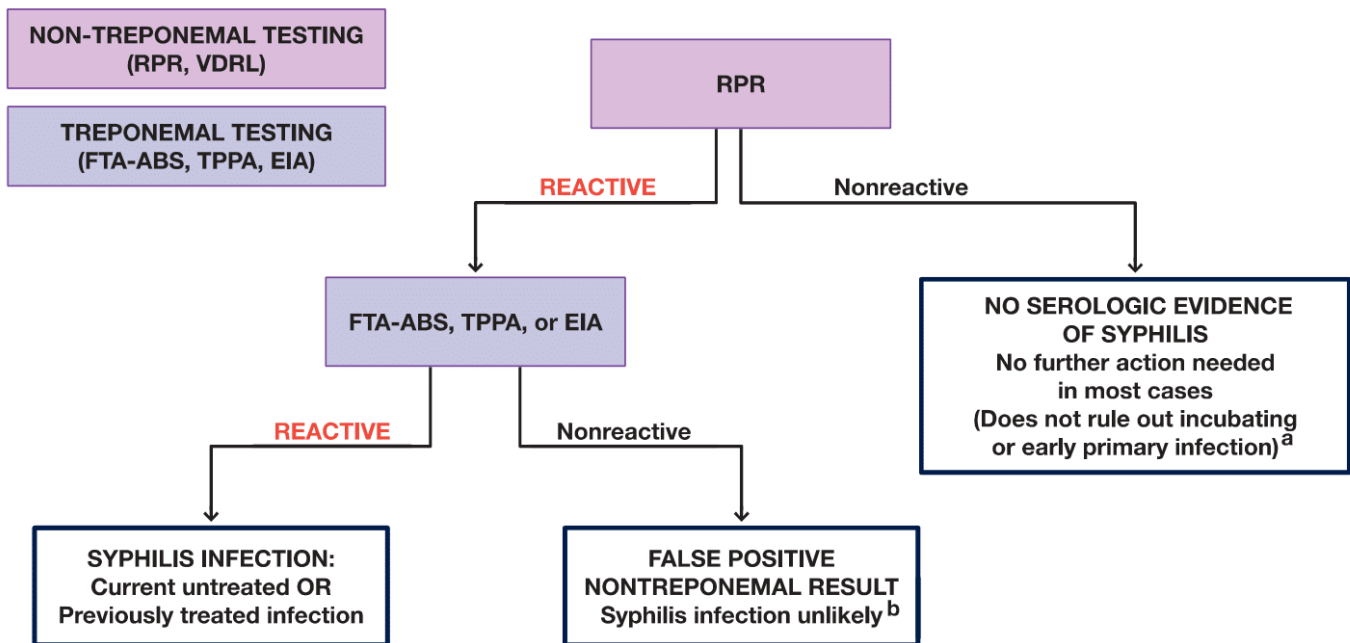 NON-TREPONEMAL TESTING
(RPR, VDRL)
TREPONEMAL TESTING
(FTA-ABS, TPPA, EIA)
RPR
REACTIVE
Nonreactive
FTA-ABS, TPPA, or EIA
NO SEROLOGIC EVIDENCE
OF SYPHILIS
No further action needed
in most cases
(Does not rule out incubating
or early primary infection)a
REACTIVE
Nonreactive
SYPHILIS INFECTION:
Current untreated OR
Previously treated infection
FALSE POSITIVE
NONTREPONEMAL RESULT
Syphilis infection unlikely b